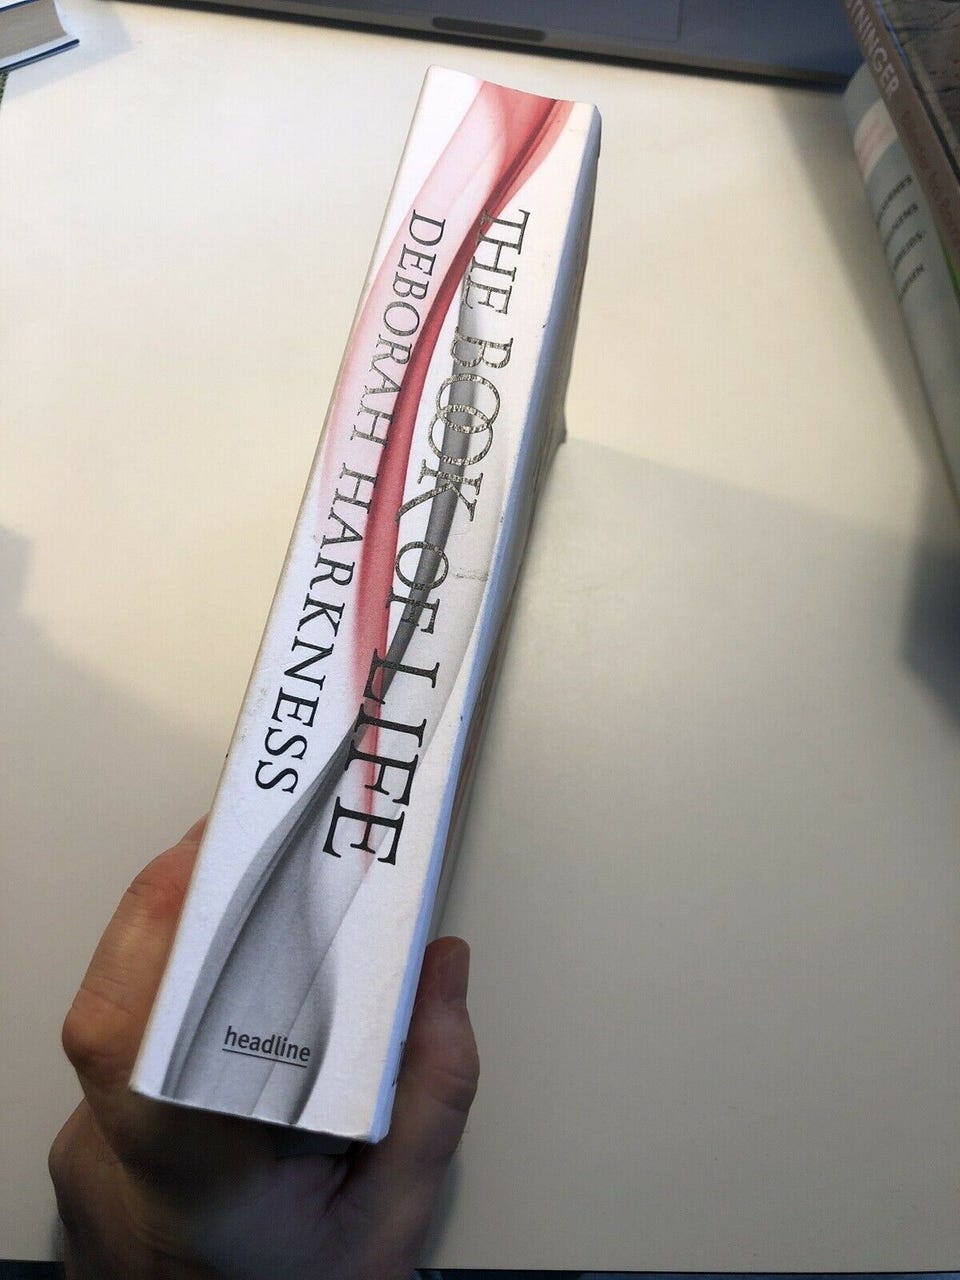 THE BOOK OF LIFE
DEBORAH HARKNESS
headline